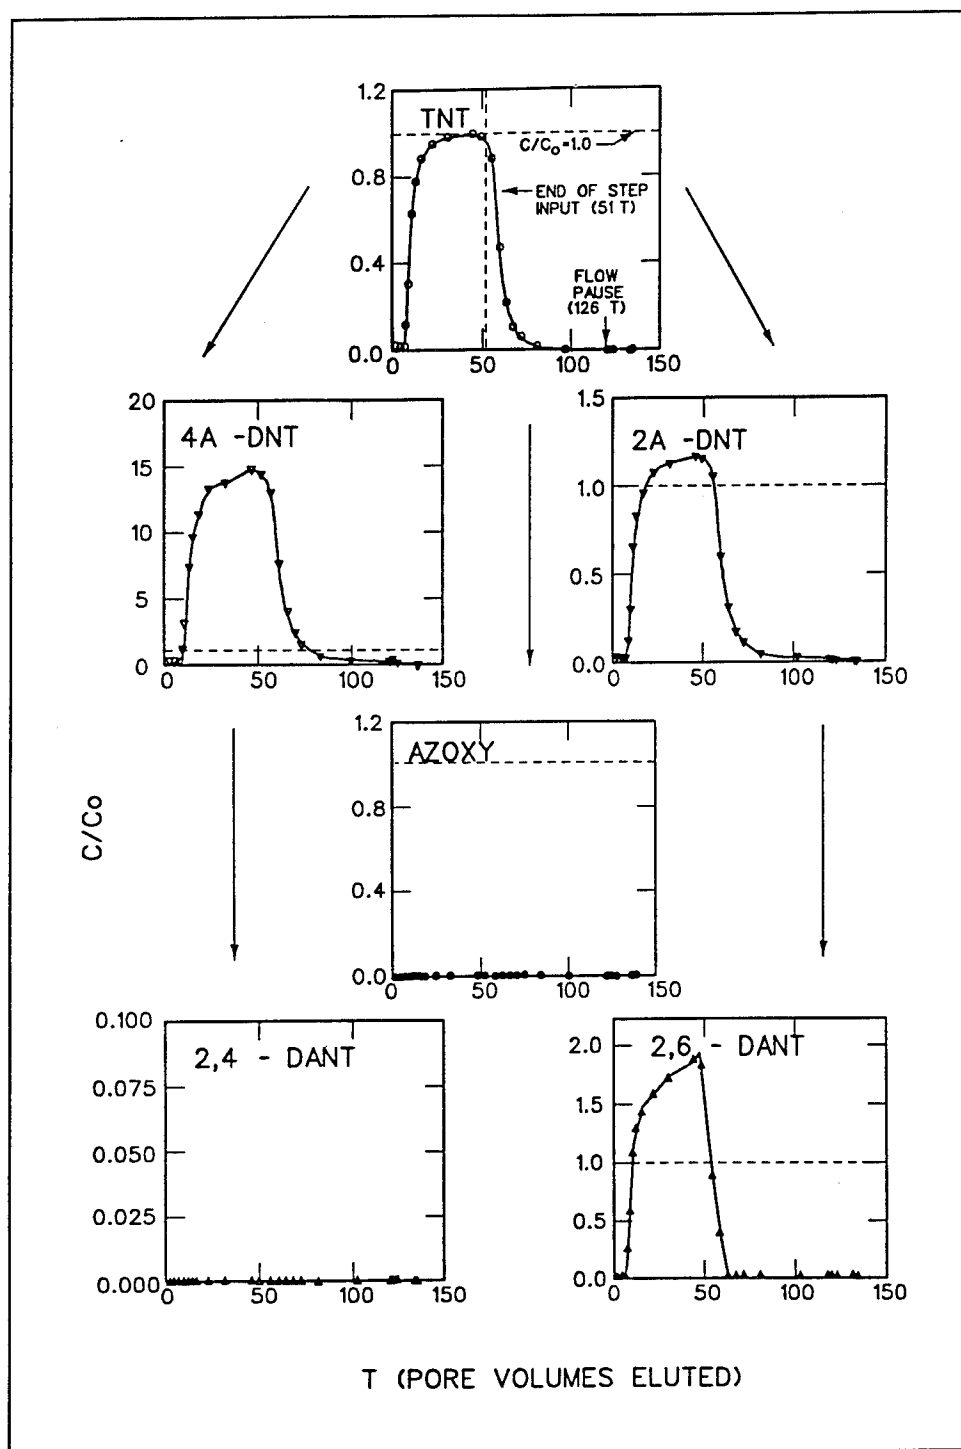 1.2
TNT
C/Co=1.0
0.8
END OF STEP
INPUT (51 T)
0.4
FLOW
PAUSE
(126 T)
0.0
0 50 100 150
20
4A -DNT
15
10
5
0
0 50 100 150
1.5
2A -DNT
1.0
0.5
0.0
0 50 100 150
1.2
AZOXY
0.8
0.4
0.0
0 50 100 150
C/Co
0.100
2,4 - DANT
0.075
0.050
0.025
0.000
0 50 100 150
2,6 - DANT
2.0
1.5
1.0
0.5
0.0
0 50 100 150
T (PORE VOLUMES ELUTED)